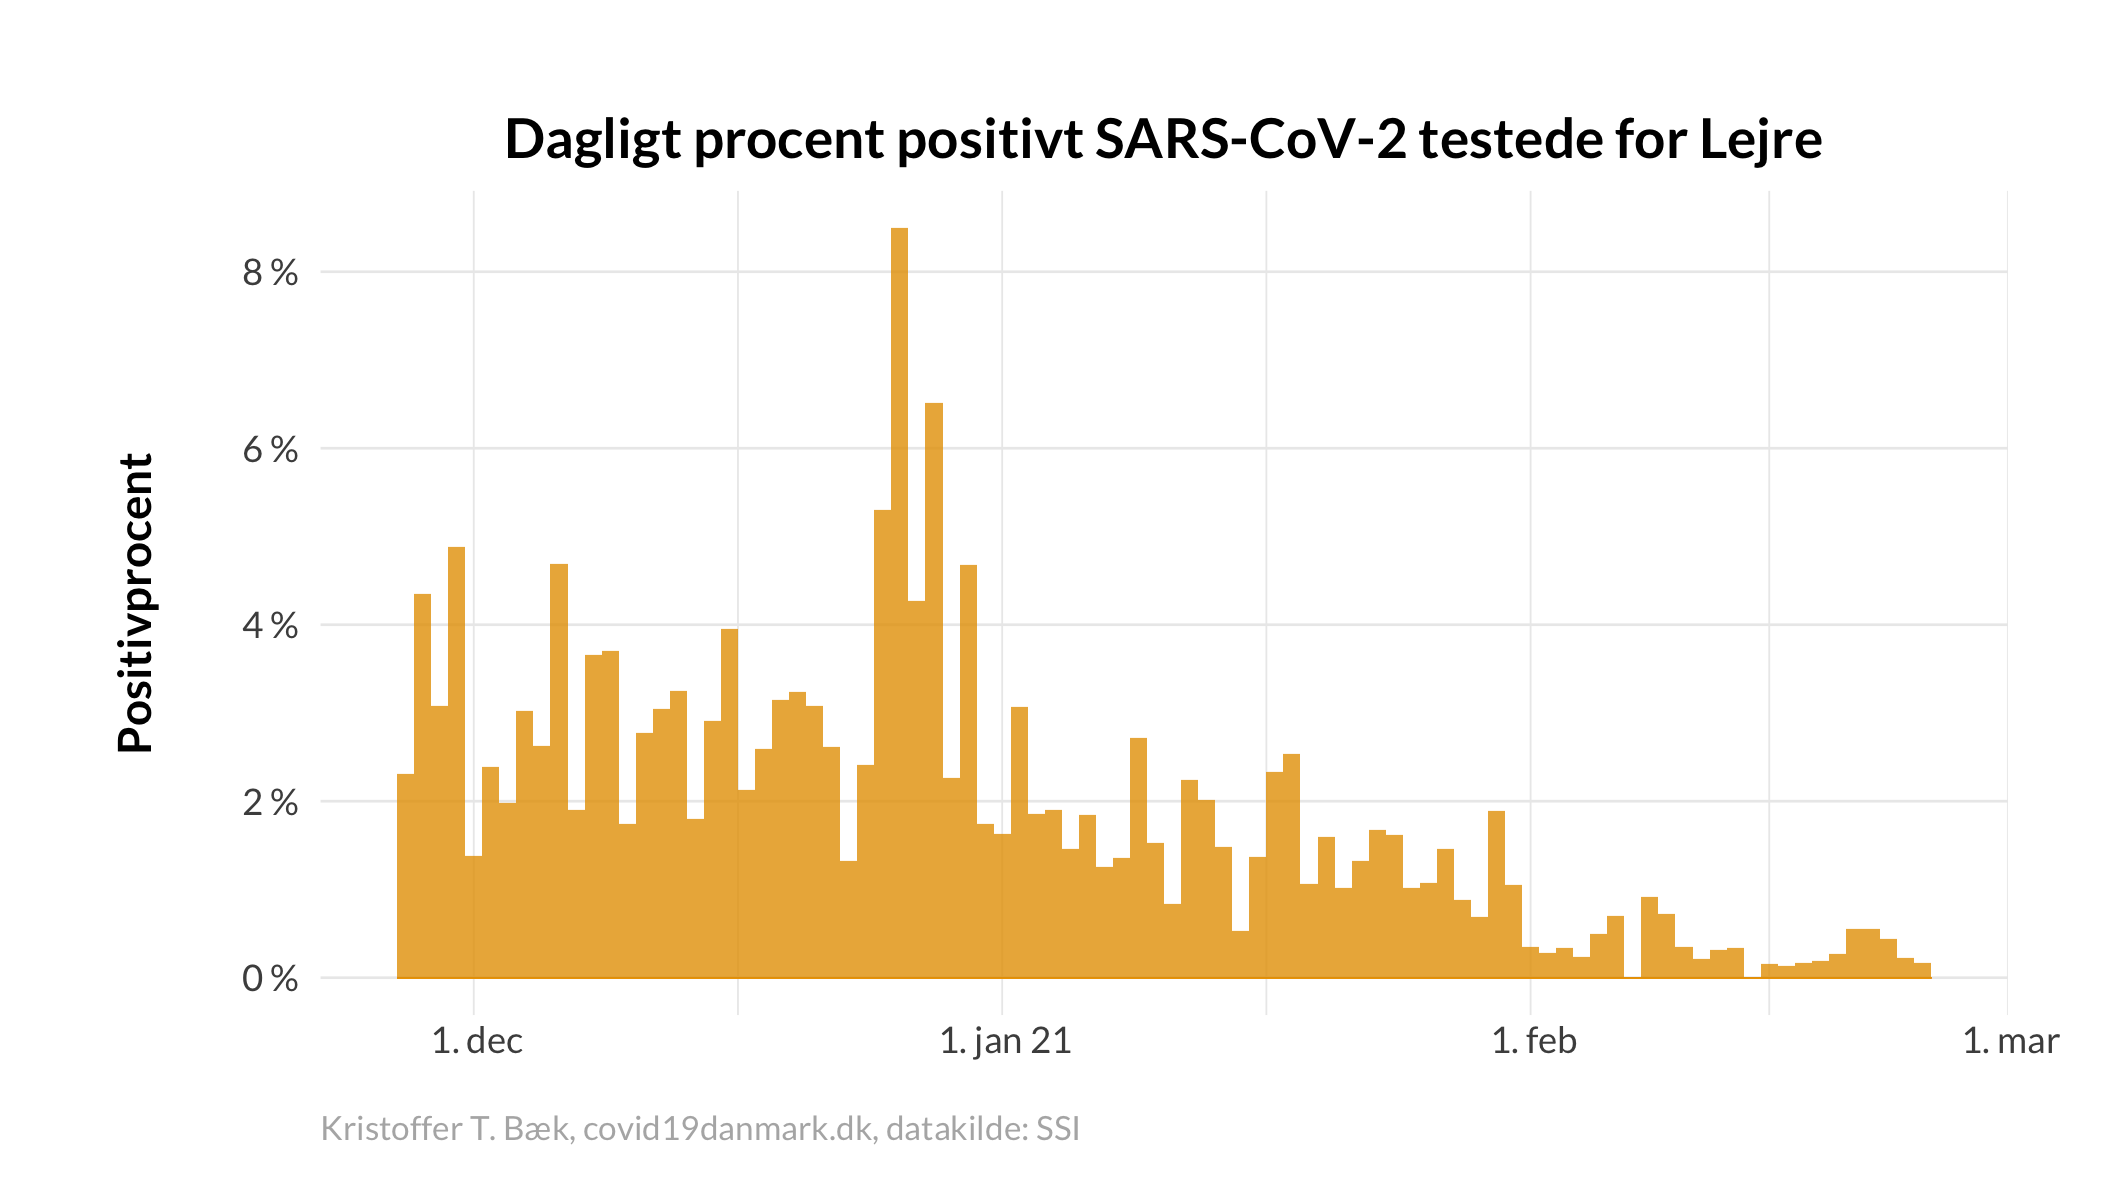 Dagligt procent positivt SARS-CoV-2 testede for Lejre
Positivprocent
8 %
6 %
4 %
2 %
0 %
1. dec
1. jan 21
1. feb
1. mar
Kristoffer T. Bæk, covid19danmark.dk, datakilde: SSI